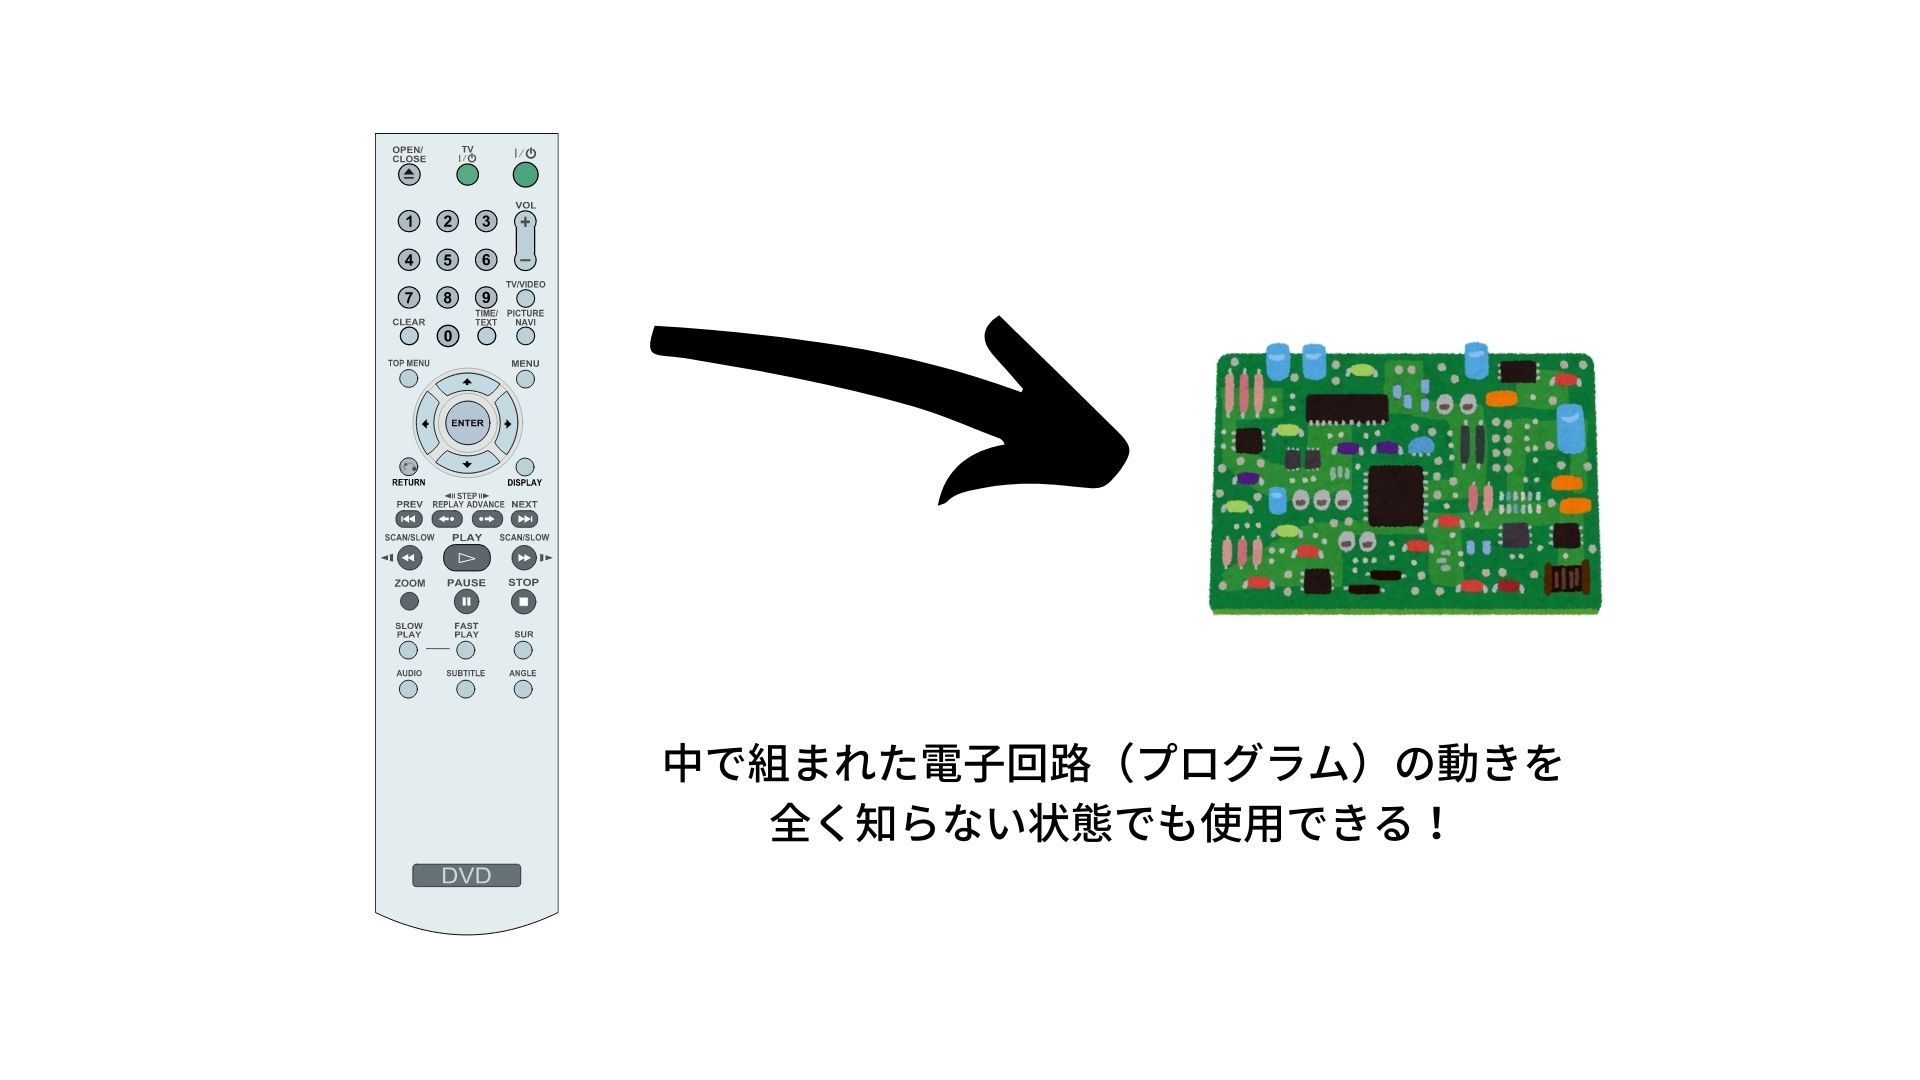 OPEN/
CLOSE
TV
I/⏻
I/⏻
1 2 3
VOL
+
4 5 6
−
7 8 9
TV/VIDEO
CLEAR
0
TIME/
TEXT
PICTURE
NAVI
TOP MENU
MENU
ENTER
RETURN
DISPLAY
STEP
PREV
REPLAY ADVANCE
NEXT
SCAN/SLOW
PLAY
SCAN/SLOW
ZOOM
PAUSE
STOP
SLOW
PLAY
FAST
PLAY
SUR
AUDIO
SUBTITLE
ANGLE
DVD
中で組まれた電子回路（プログラム）の動きを
全く知らない状態でも使用できる！